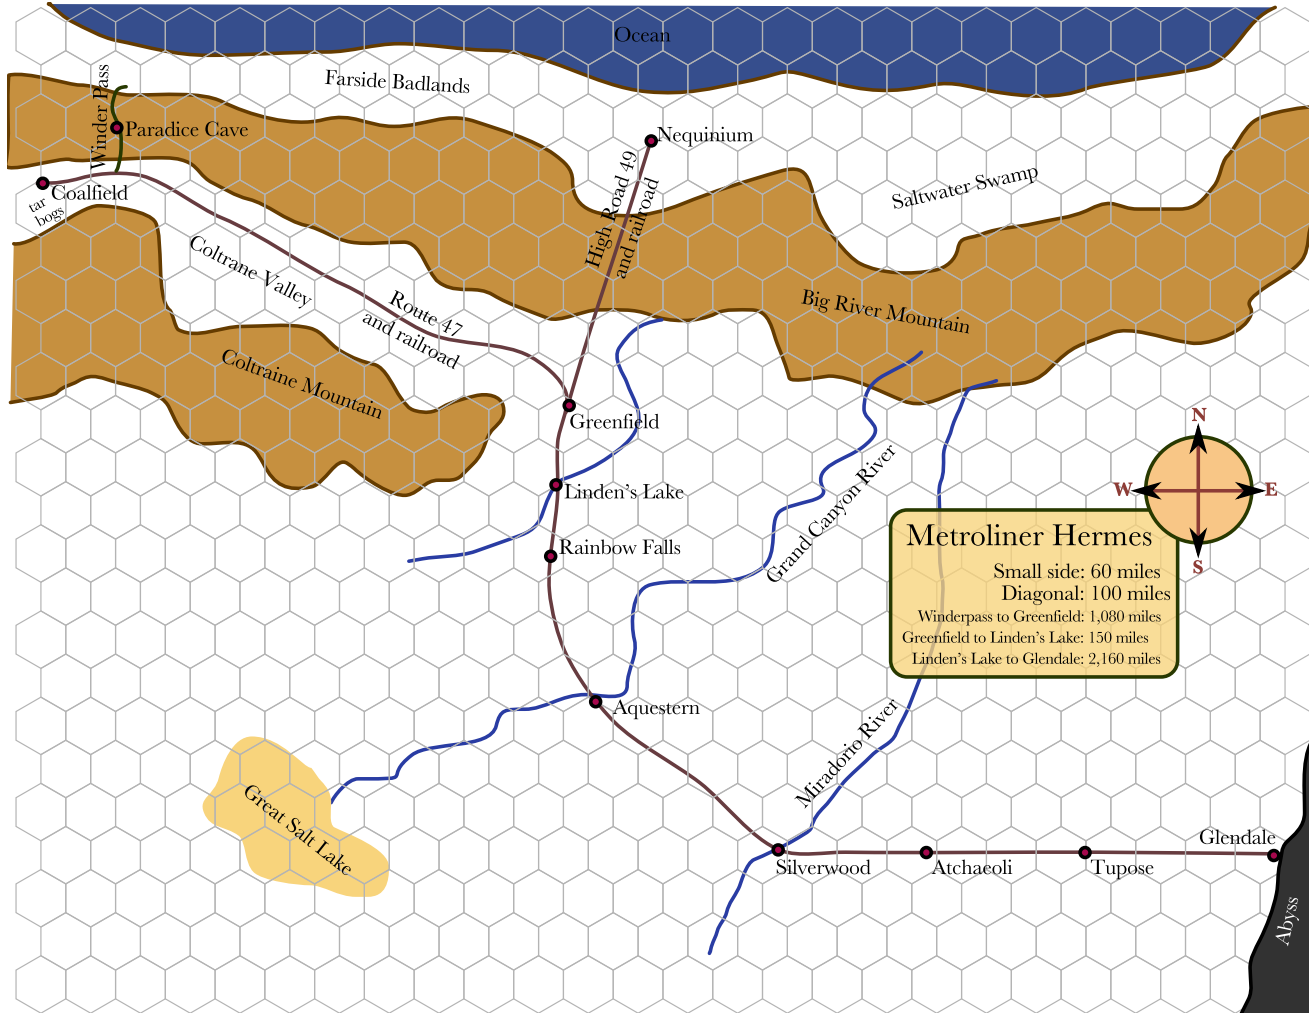 Ocean
Farside Badlands
Winder Pass
Paradice Cave
Nequinium
Coalfield
tar
bogs
High Road 49
and railroad
Saltwater Swamp
Coltrane Valley
Route 47
and railroad
Big River Mountain
Coltraine Mountain
Greenfield
N
W
E
S
Linden's Lake
Rainbow Falls
Grand Canyon River
Metroliner Hermes
Small side: 60 miles
Diagonal: 100 miles
Winderpass to Greenfield: 1,080 miles
Greenfield to Linden's Lake: 150 miles
Linden's Lake to Glendale: 2,160 miles
Aquestern
Miradorio River
Great Salt Lake
Silverwood
Atchaeoli
Tupose
Glendale
Abyss